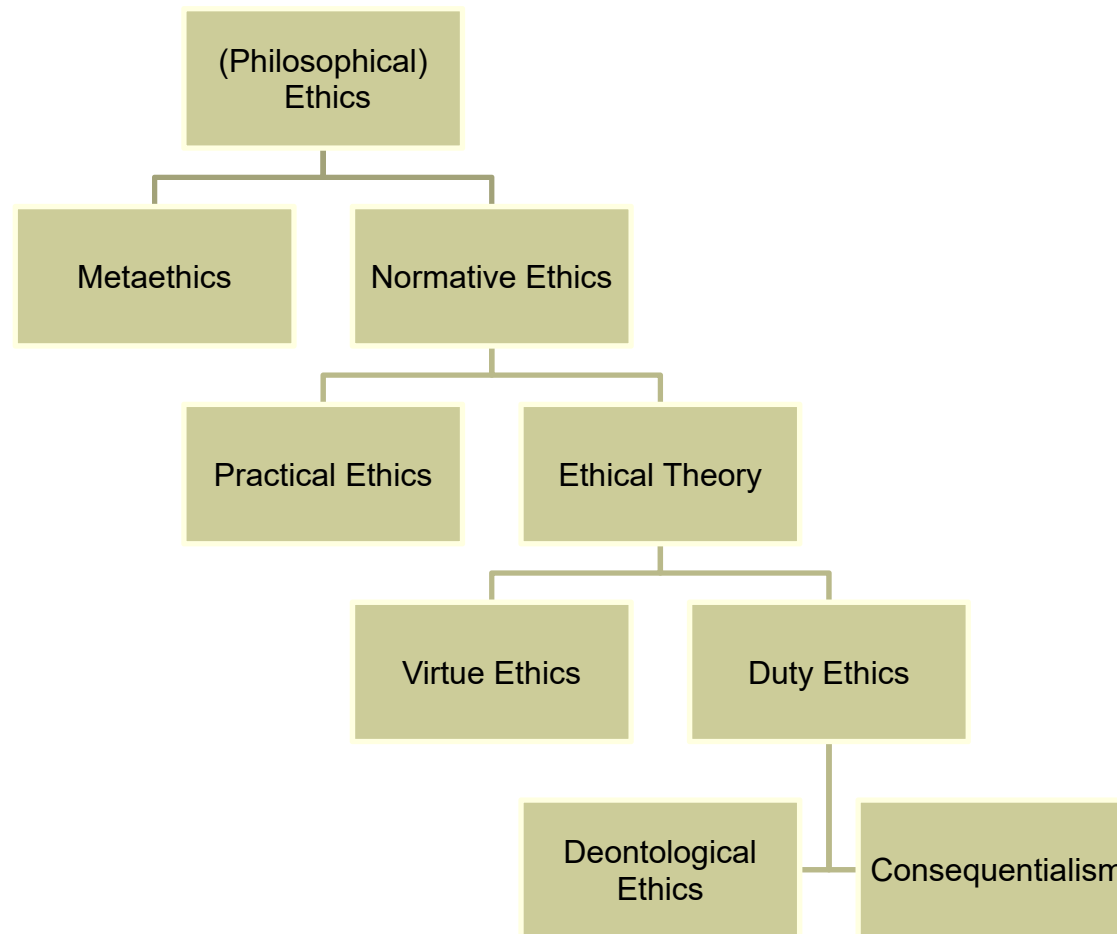 (Philosophical)
Ethics
Metaethics
Normative Ethics
Practical Ethics
Ethical Theory
Virtue Ethics
Duty Ethics
Deontological
Ethics
Consequentialism